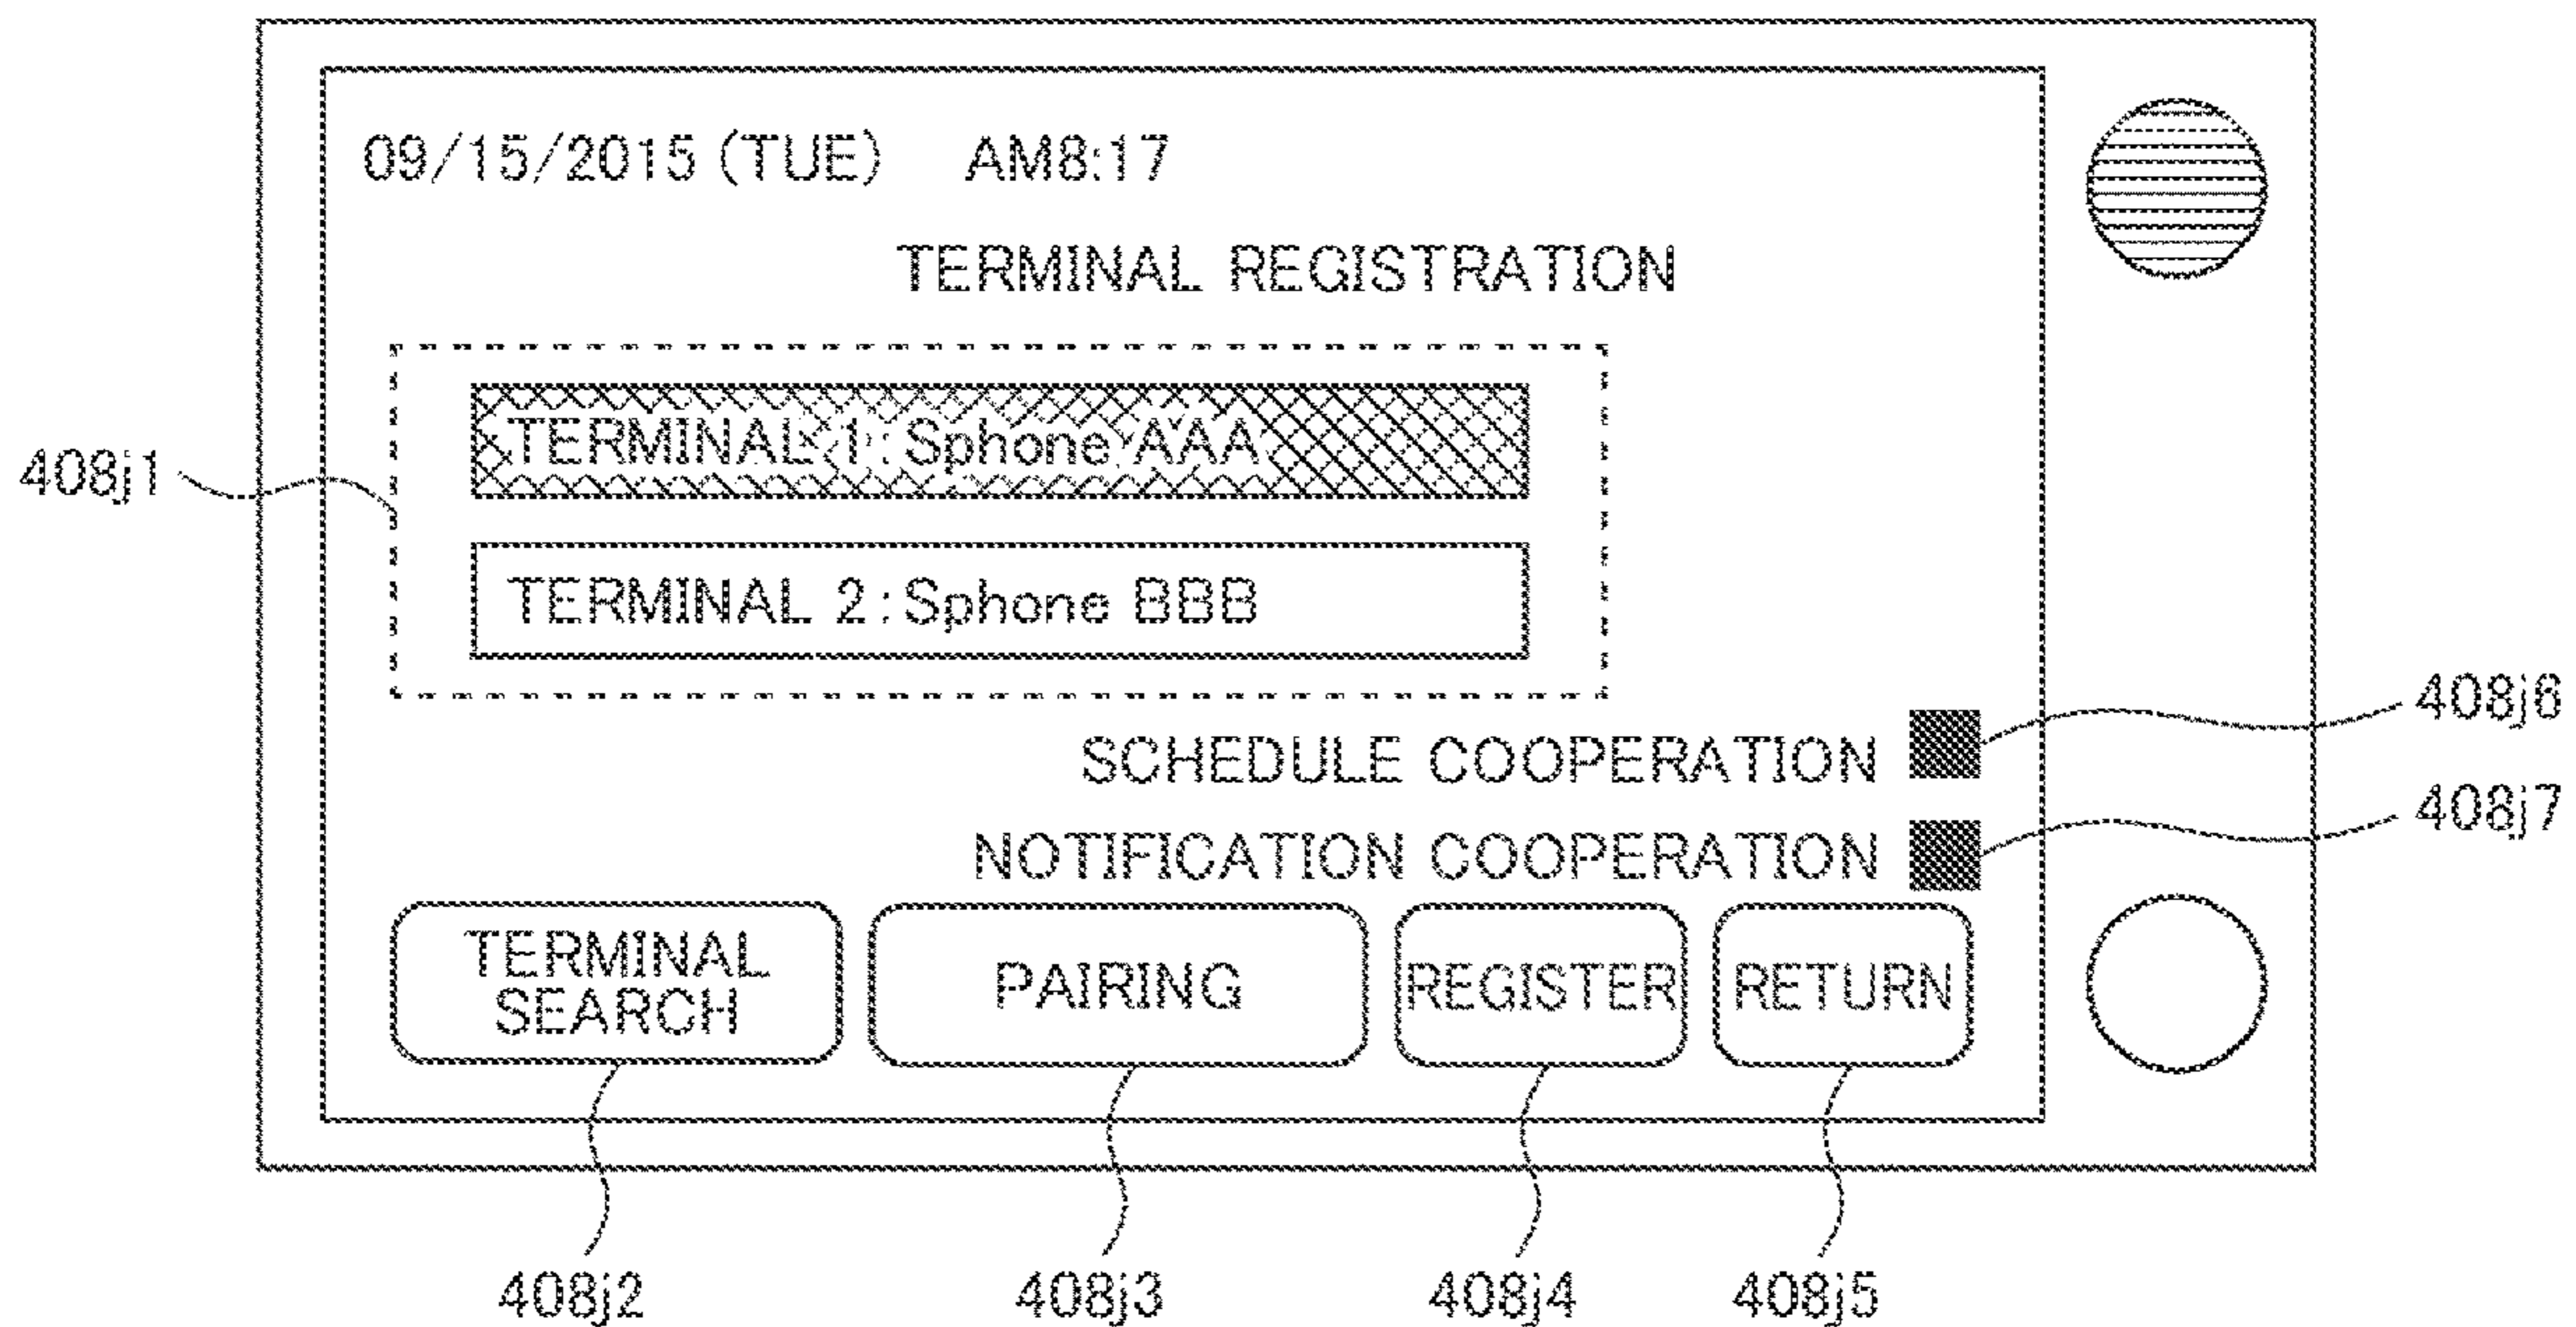 09/15/2015 (TUE) AM8:17
TERMINAL REGISTRATION
TERMINAL 1: Sphone AAA
408j1
TERMINAL 2: Sphone BBB
408j6
SCHEDULE COOPERATION
408j7
NOTIFICATION COOPERATION
TERMINAL
SEARCH
PAIRING
REGISTER
RETURN
408j2 408j3 408j4 408j5